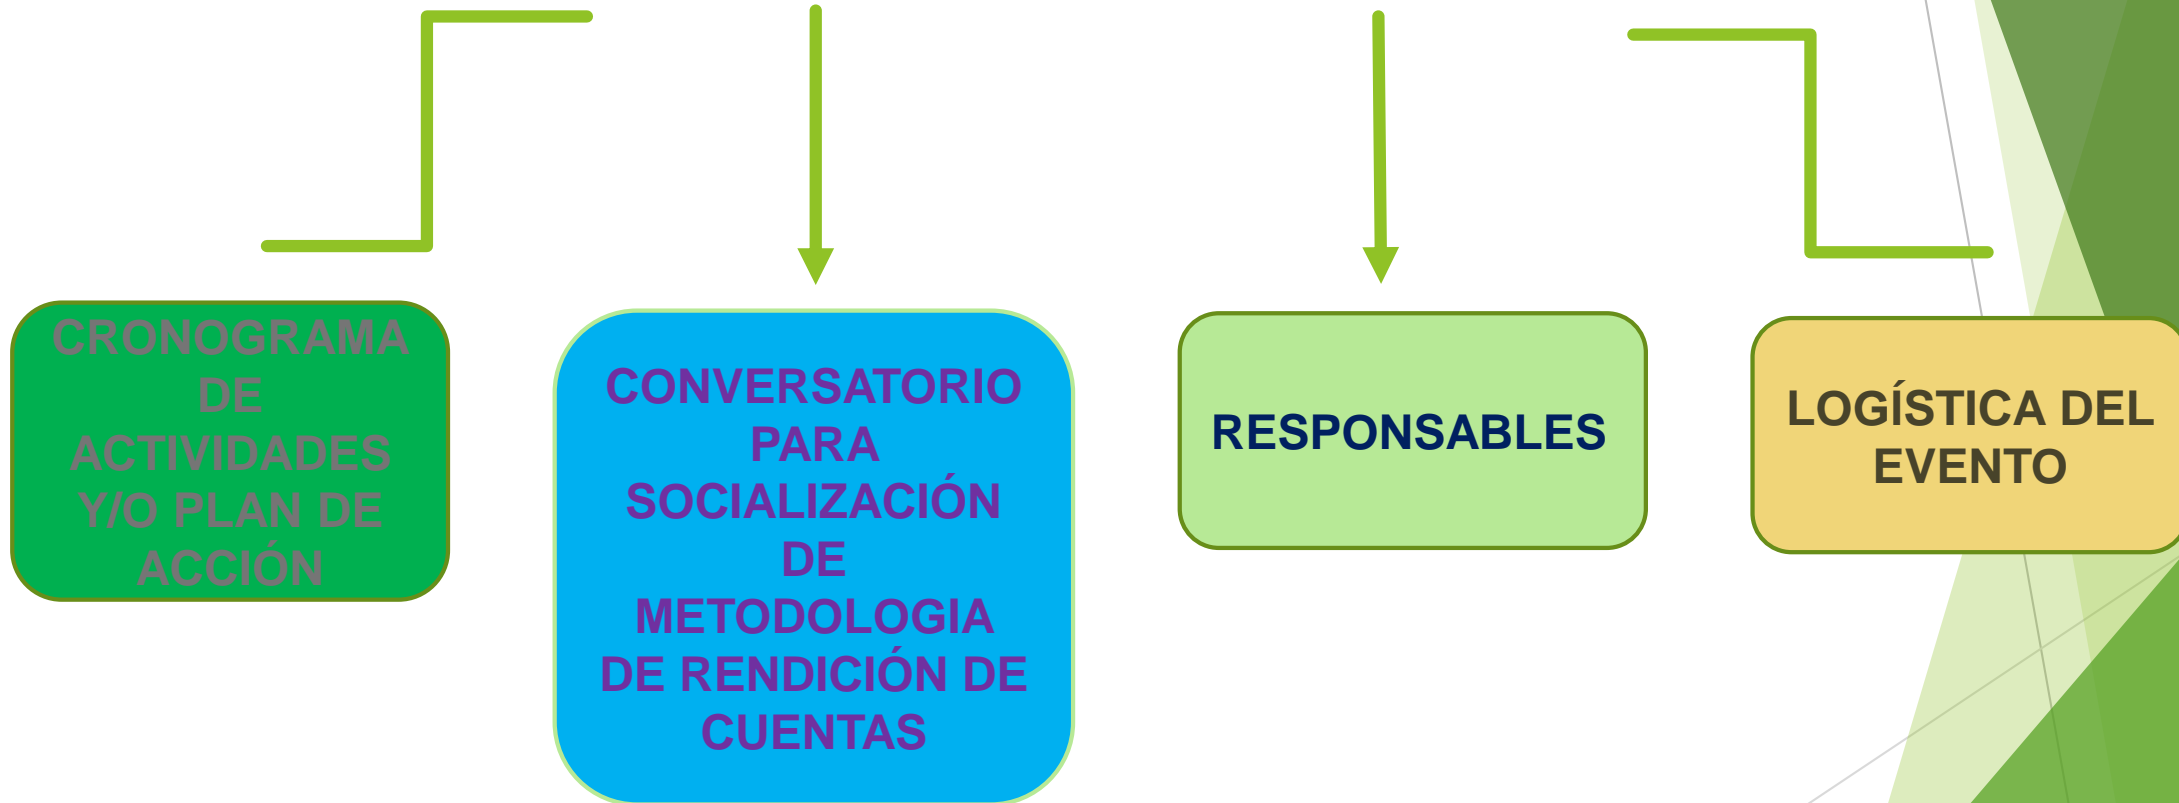 CRONOGRAMA
DE
ACTIVIDADES
Y/O PLAN DE
ACCIÓN
CONVERSATORIO
PARA
SOCIALIZACIÓN
DE
METODOLOGIA
DE RENDICIÓN DE
CUENTAS
RESPONSABLES
LOGÍSTICA DEL
EVENTO